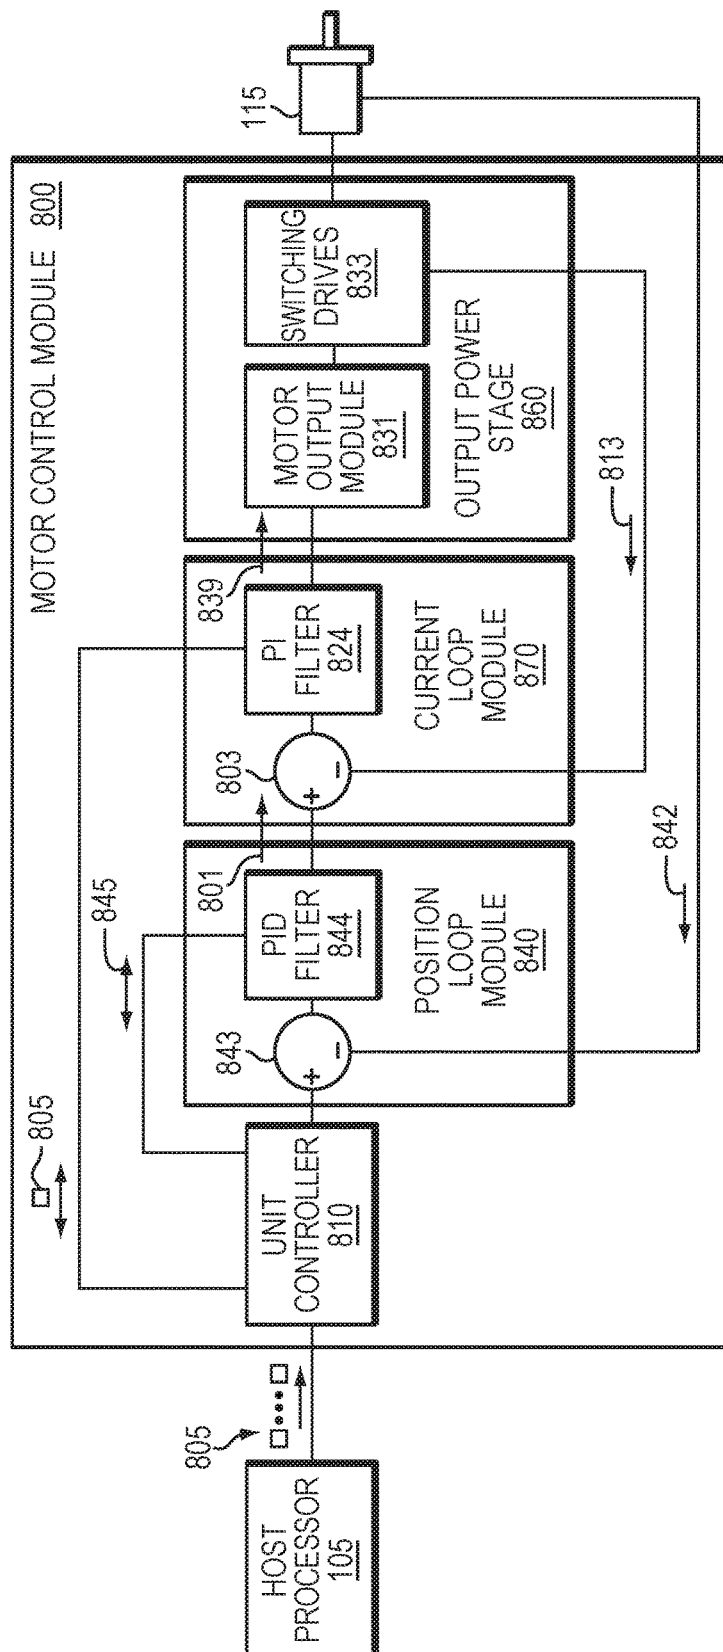 MOTOR CONTROL MODULE 800
115
805
845
842
813
HOST
PROCESSOR
105
805
UNIT
CONTROLLER
810
843
+
−
PID
FILTER
844
POSITION
LOOP
MODULE
840
801
803
+
−
PI
FILTER
824
CURRENT
LOOP
MODULE
870
839
MOTOR
OUTPUT
MODULE
831
SWITCHING
DRIVES
833
OUTPUT POWER
STAGE
860